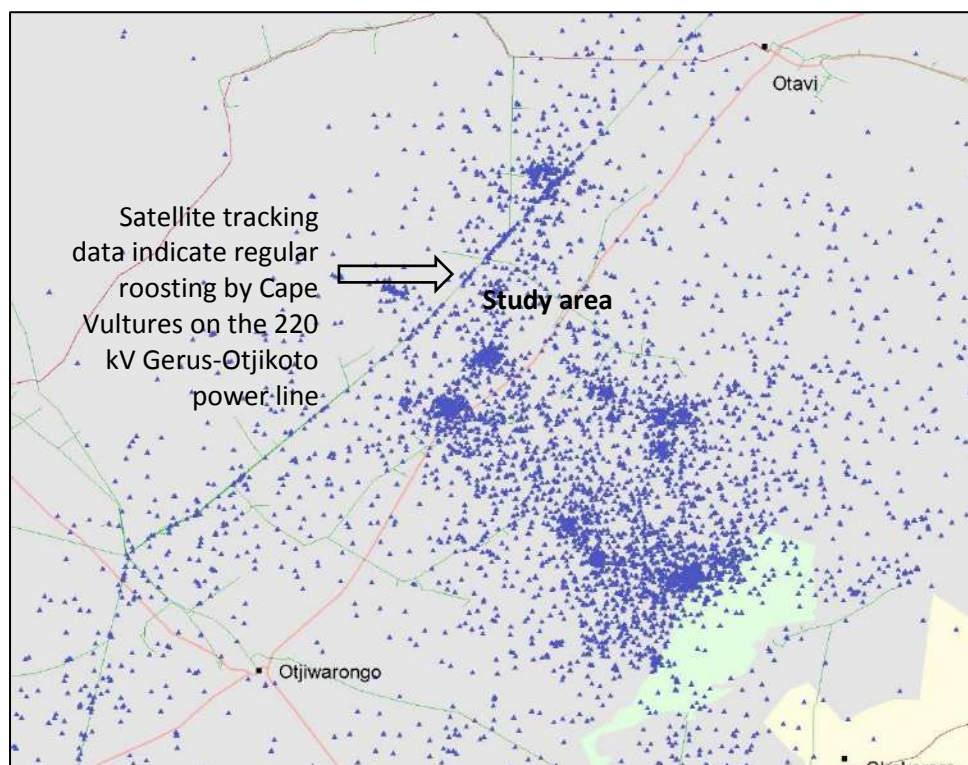 Otavi
Satellite tracking
data indicate regular
roosting by Cape
Vultures on the 220
kV Gerus-Otjikoto
power line
Study area
Otjiwarongo